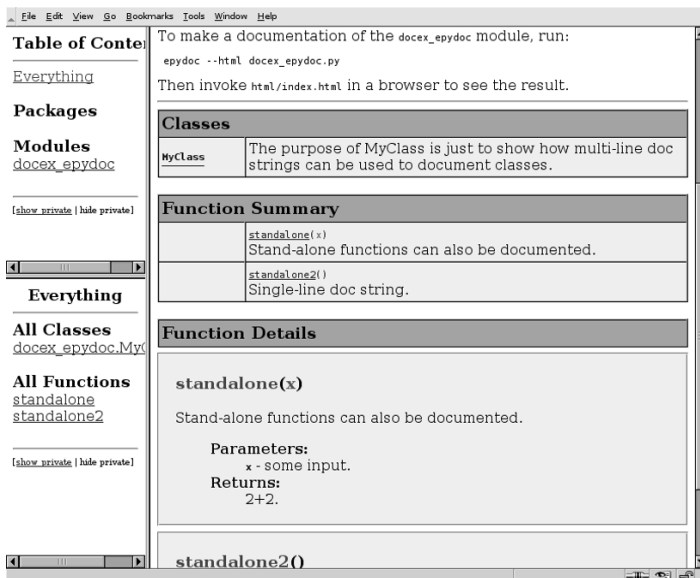 File Edit View Go Bookmarks Tools Window Help
Table of Conte
Everything
Packages
Modules
docex_epydoc
[show private | hide private]
Everything
All Classes
docex_epydoc.My
All Functions
standalone
standalone2
[show private | hide private]
To make a documentation of the docex_epydoc module, run:
epydoc --html docex_epydoc.py
Then invoke html/index.html in a browser to see the result.
Classes
MyClass The purpose of MyClass is just to show how multi-line doc
strings can be used to document classes.
Function Summary
standalone(x)
Stand-alone functions can also be documented.
standalone2()
Single-line doc string.
Function Details
standalone(x)
Stand-alone functions can also be documented.
Parameters:
x - some input.
Returns:
2+2.
standalone2()